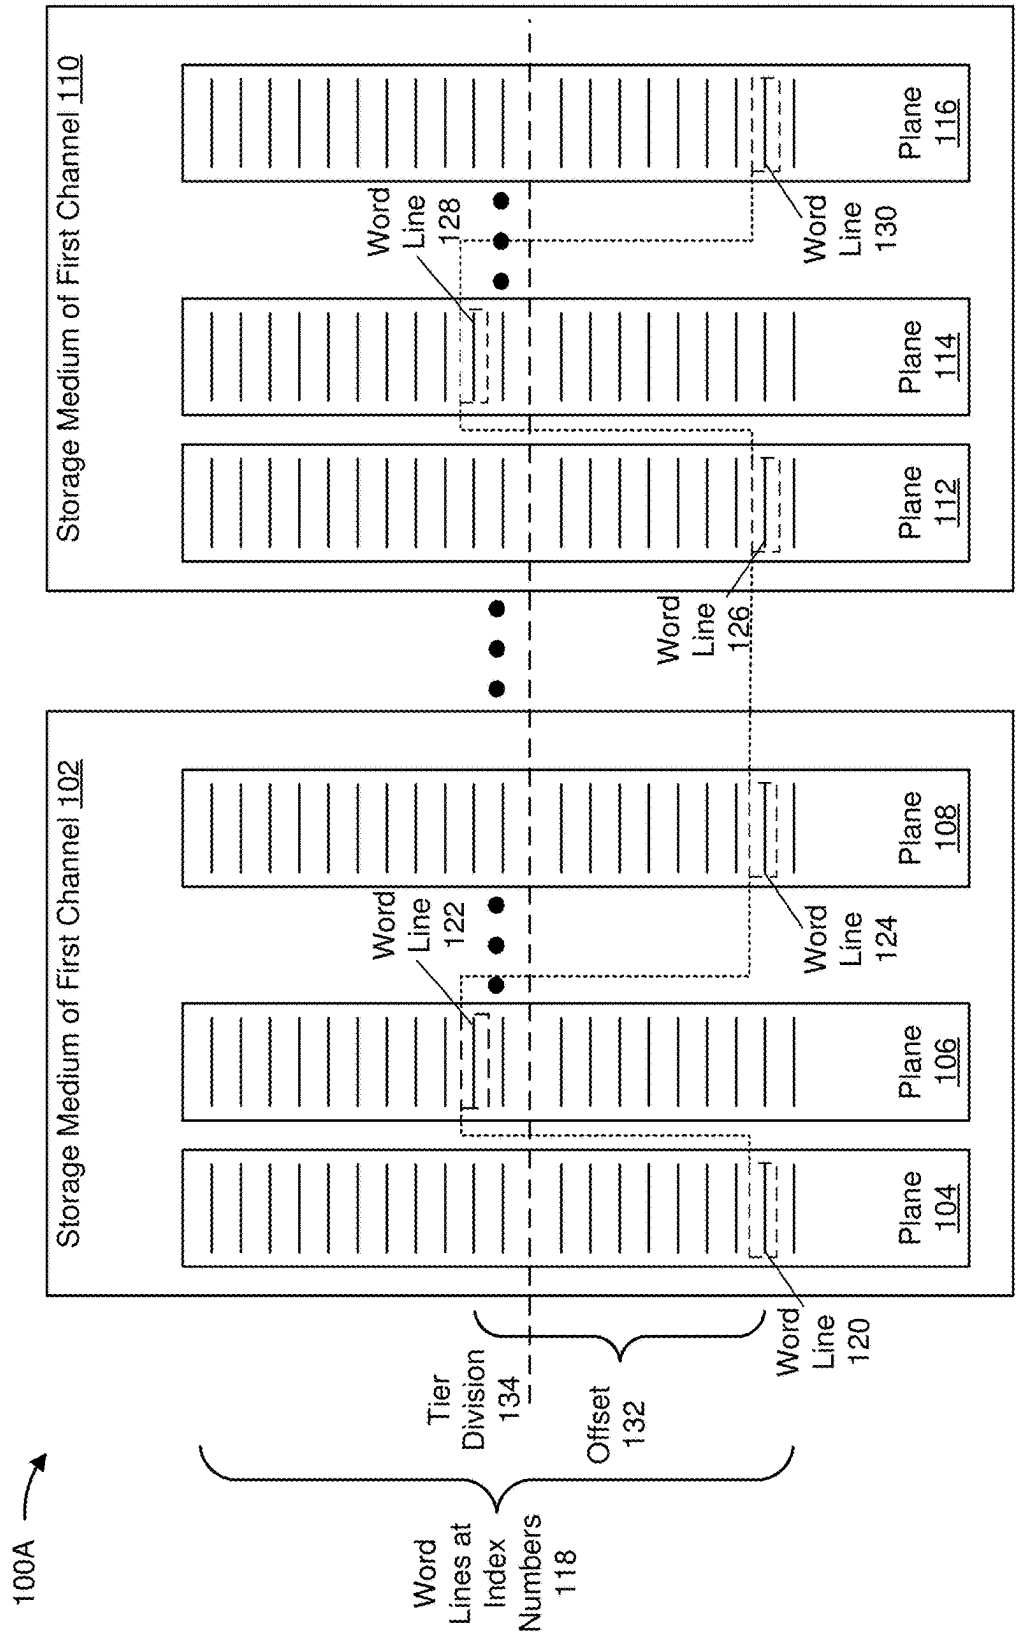 100A
Storage Medium of First Channel 102
Storage Medium of First Channel 110
Word
Lines at
Index
Numbers
118
Tier
Division
134
Offset
132
Word
Line
120
Word
Line
122
Word
Line
124
Word
Line
126
Word
Line
128
Word
Line
130
Plane
104
Plane
106
Plane
108
Plane
112
Plane
114
Plane
116